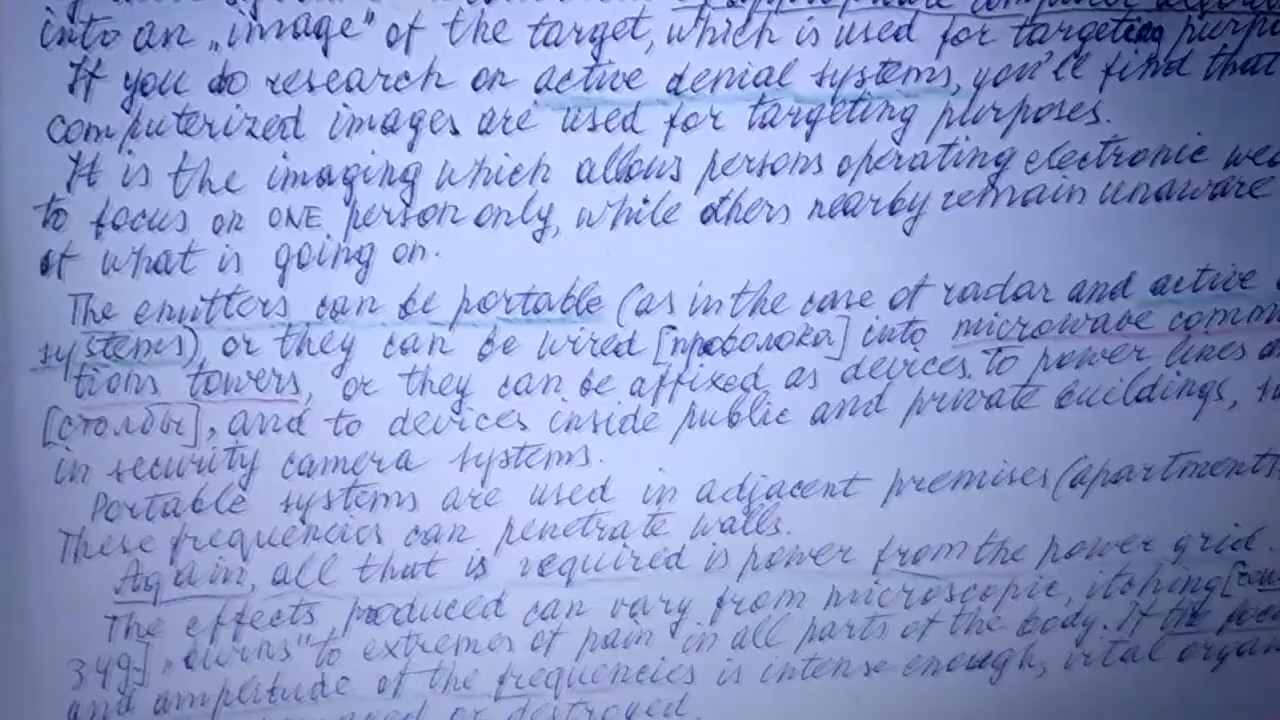 into an „image" of the target, which is used for targeting
If you do research on active denial systems, you'll find that
computerized images are used for targeting purposes.
It is the imaging which allows persons operating electronic
to focus on ONE person only, while others nearby remain unaware
of what is going on.
The emitters can be portable (as in the case of radar and active
systems), or they can be wired [проволока] into microwave
tions towers, or they can be affixed as devices to power lines
[столбы], and to devices inside public and private buildings,
in security camera systems.
Portable systems are used in adjacent premises (apartments
These frequencies can penetrate walls.
Again, all that is required is power from the power grid.
The effects produced can vary from microscopic, itching
зуд] „burns" to extremes of pain in all parts of the body. If the
and amplitude of the frequencies is intense enough, vital
or destroyed.